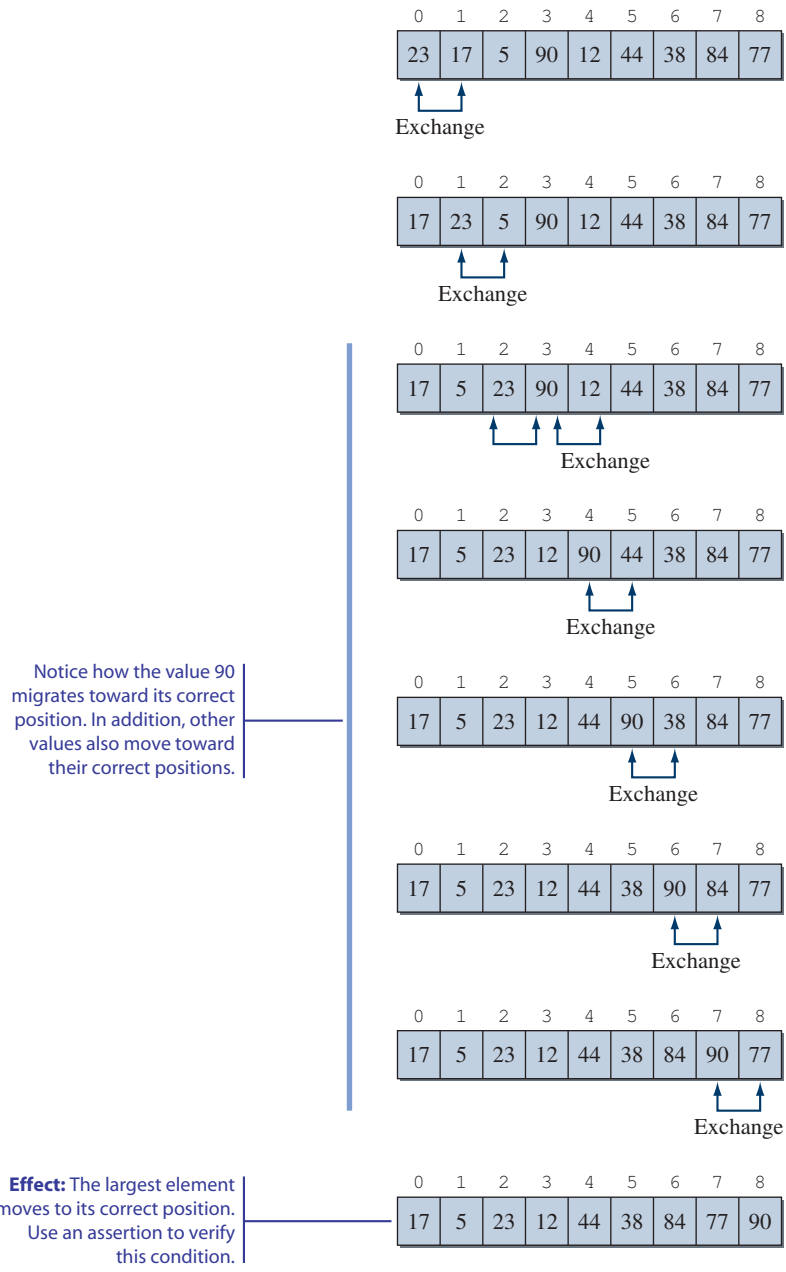 0 1 2 3 4 5 6 7 8
23 17 5 90 12 44 38 84 77
Exchange
0 1 2 3 4 5 6 7 8
17 23 5 90 12 44 38 84 77
Exchange
0 1 2 3 4 5 6 7 8
17 5 23 90 12 44 38 84 77
Exchange
0 1 2 3 4 5 6 7 8
17 5 23 12 90 44 38 84 77
Exchange
Notice how the value 90
migrates toward its correct
position. In addition, other
values also move toward
their correct positions.
0 1 2 3 4 5 6 7 8
17 5 23 12 44 90 38 84 77
Exchange
0 1 2 3 4 5 6 7 8
17 5 23 12 44 38 90 84 77
Exchange
0 1 2 3 4 5 6 7 8
17 5 23 12 44 38 84 90 77
Exchange
Effect: The largest element
moves to its correct position.
Use an assertion to verify
this condition.
0 1 2 3 4 5 6 7 8
17 5 23 12 44 38 84 77 90